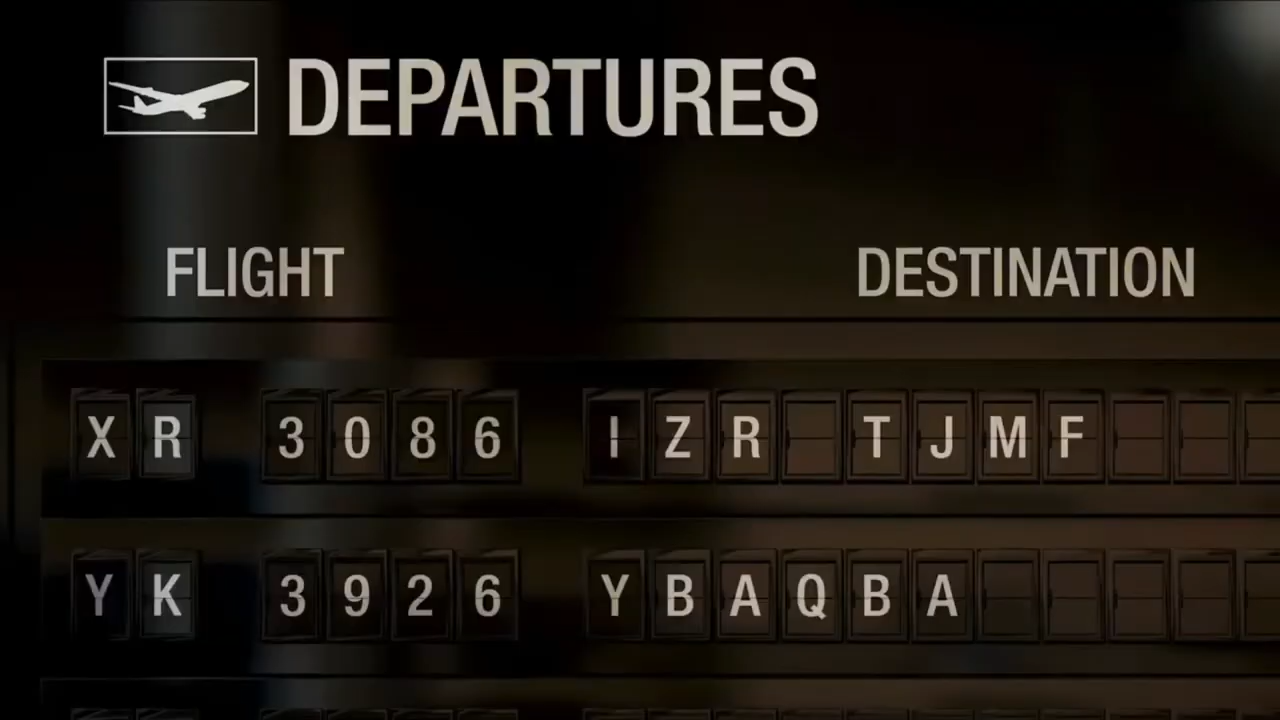 DEPARTURES
FLIGHT DESTINATION
XR 3086 IZR TJMF
YK 3926 YBAQBA